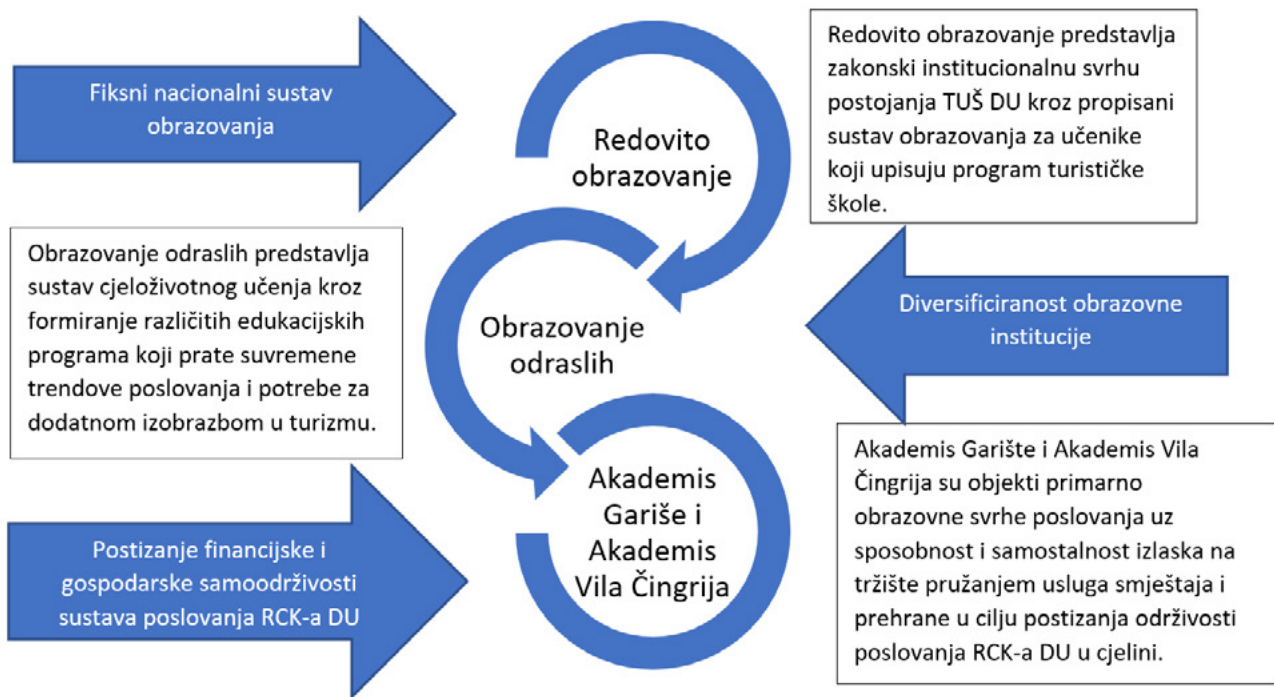 Fiksni nacionalni sustav
obrazovanja
Redovito
obrazovanje
Redovito obrazovanje predstavlja
zakonski institucionalnu svrhu
postojanja TUŠ DU kroz propisani
sustav obrazovanja za učenike
koji upisuju program turističke
škole.
Obrazovanje odraslih predstavlja
sustav cjeloživotnog učenja kroz
formiranje različitih edukacijskih
programa koji prate suvremene
trendove poslovanja i potrebe za
dodatnom izobrazbom u turizmu.
Obrazovanje
odraslih
Diversificiranost obrazovne
institucije
Postizanje financijske i
gospodarske samoodrživosti
sustava poslovanja RCK-a DU
Akademis
Gariše i
Akademis
Vila Čingrija
Akademis Garište i Akademis Vila
Čingrija su objekti primarno
obrazovne svrhe poslovanja uz
sposobnost i samostalnost izlaska na
tržište pružanjem usluga smještaja i
prehrane u cilju postizanja održivosti
poslovanja RCK-a DU u cjelini.